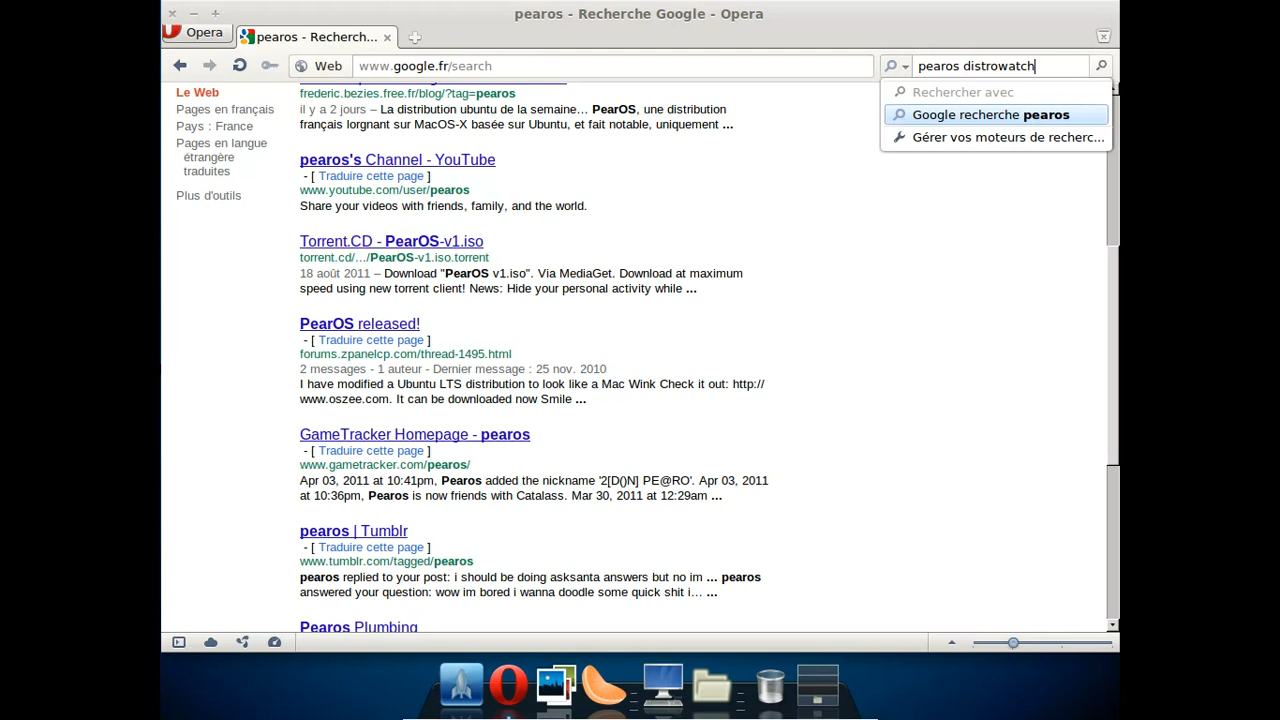 pearos - Recherche Google - Opera
Opera
pearos - Recherch...
Web
www.google.fr/search
pearos distrowatch
Rechercher avec
Google recherche pearos
Gérer vos moteurs de recherc...
Le Web
Pages en français
Pays : France
Pages en langue
étrangère
traduites
Plus d'outils
frederic.bezies.free.fr/blog/?tag=pearos
il y a 2 jours – La distribution ubuntu de la semaine… PearOS, une distribution
français lorgnant sur MacOS-X basée sur Ubuntu, et fait notable, uniquement ...
pearos's Channel - YouTube
- [ Traduire cette page ]
www.youtube.com/user/pearos
Share your videos with friends, family, and the world.
Torrent.CD - PearOS-v1.iso
torrent.cd/.../PearOS-v1.iso.torrent
18 août 2011 – Download "PearOS v1.iso". Via MediaGet. Download at maximum
speed using new torrent client! News: Hide your personal activity while ...
PearOS released!
- [ Traduire cette page ]
forums.zpanelcp.com/thread-1495.html
2 messages - 1 auteur - Dernier message : 25 nov. 2010
I have modified a Ubuntu LTS distribution to look like a Mac Wink Check it out: http://
www.oszee.com. It can be downloaded now Smile ...
GameTracker Homepage - pearos
- [ Traduire cette page ]
www.gametracker.com/pearos/
Apr 03, 2011 at 10:41pm, Pearos added the nickname '2[D()N] PE@RO'. Apr 03, 2011
at 10:36pm, Pearos is now friends with Catalass. Mar 30, 2011 at 12:29am ...
pearos | Tumblr
- [ Traduire cette page ]
www.tumblr.com/tagged/pearos
pearos replied to your post: i should be doing asksanta answers but no im ... pearos
answered your question: wow im bored i wanna doodle some quick shit i… ...
Pearos Plumbing